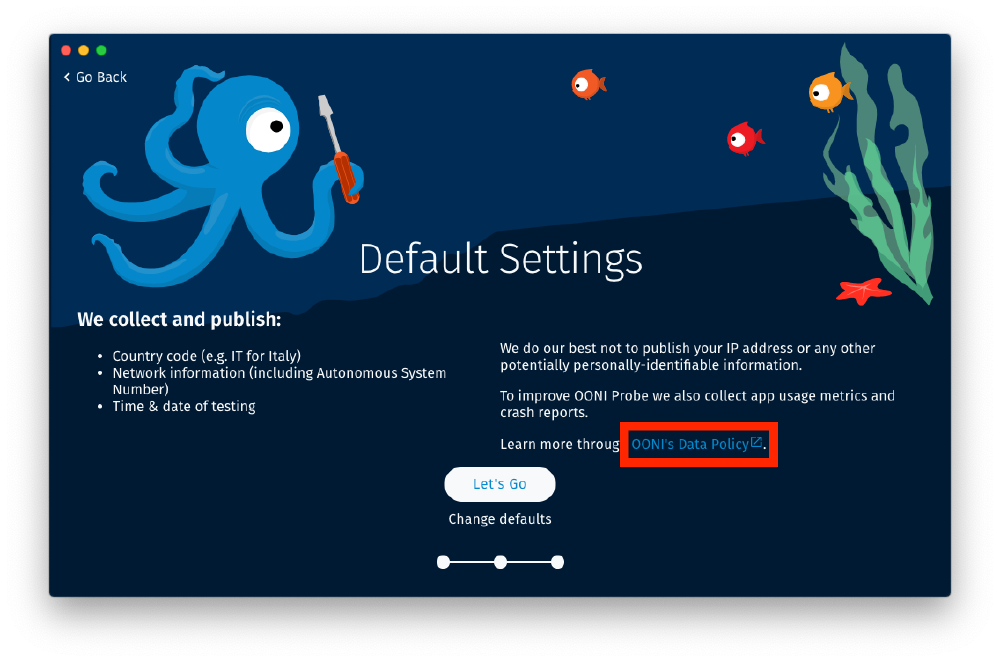 Go Back
Default Settings
We collect and publish:
• Country code (e.g. IT for Italy)
• Network information (including Autonomous System
Number)
• Time & date of testing
We do our best not to publish your IP address or any other
potentially personally-identifiable information.
To improve OONI Probe we also collect app usage metrics and
crash reports.
Learn more throug OONI's Data Policy.
Let's Go
Change defaults